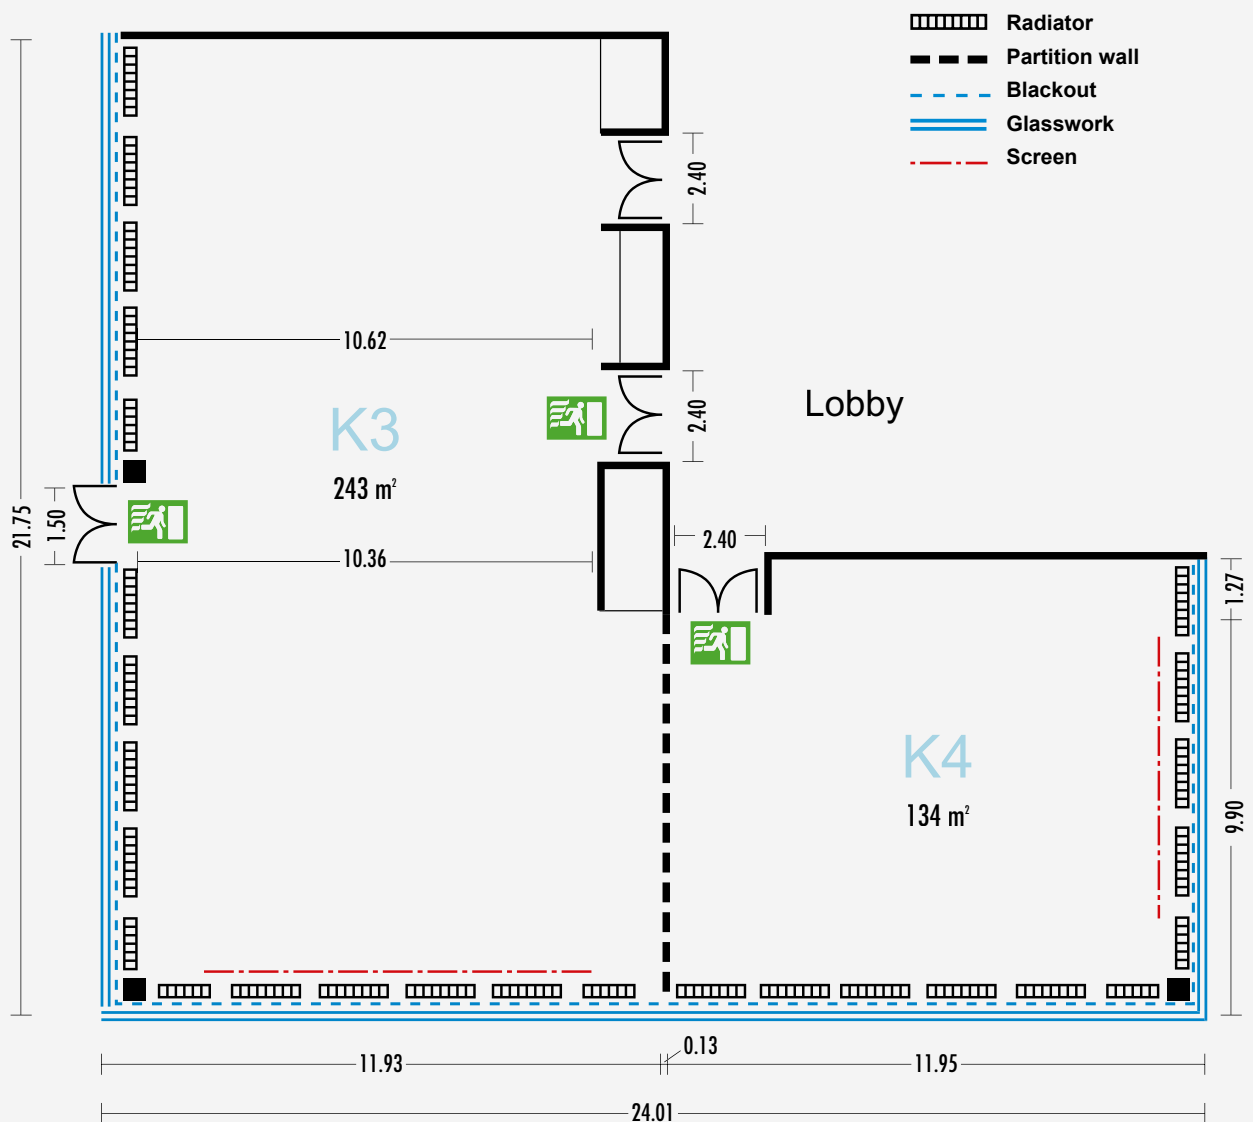 Radiator
Partition wall
Blackout
Glasswork
Screen
2.40
10.62
2.40
Lobby
K3
243 m²
21.75
1.50
2.40
10.36
1.27
K4
134 m²
9.90
0.13
11.93
11.95
24.01